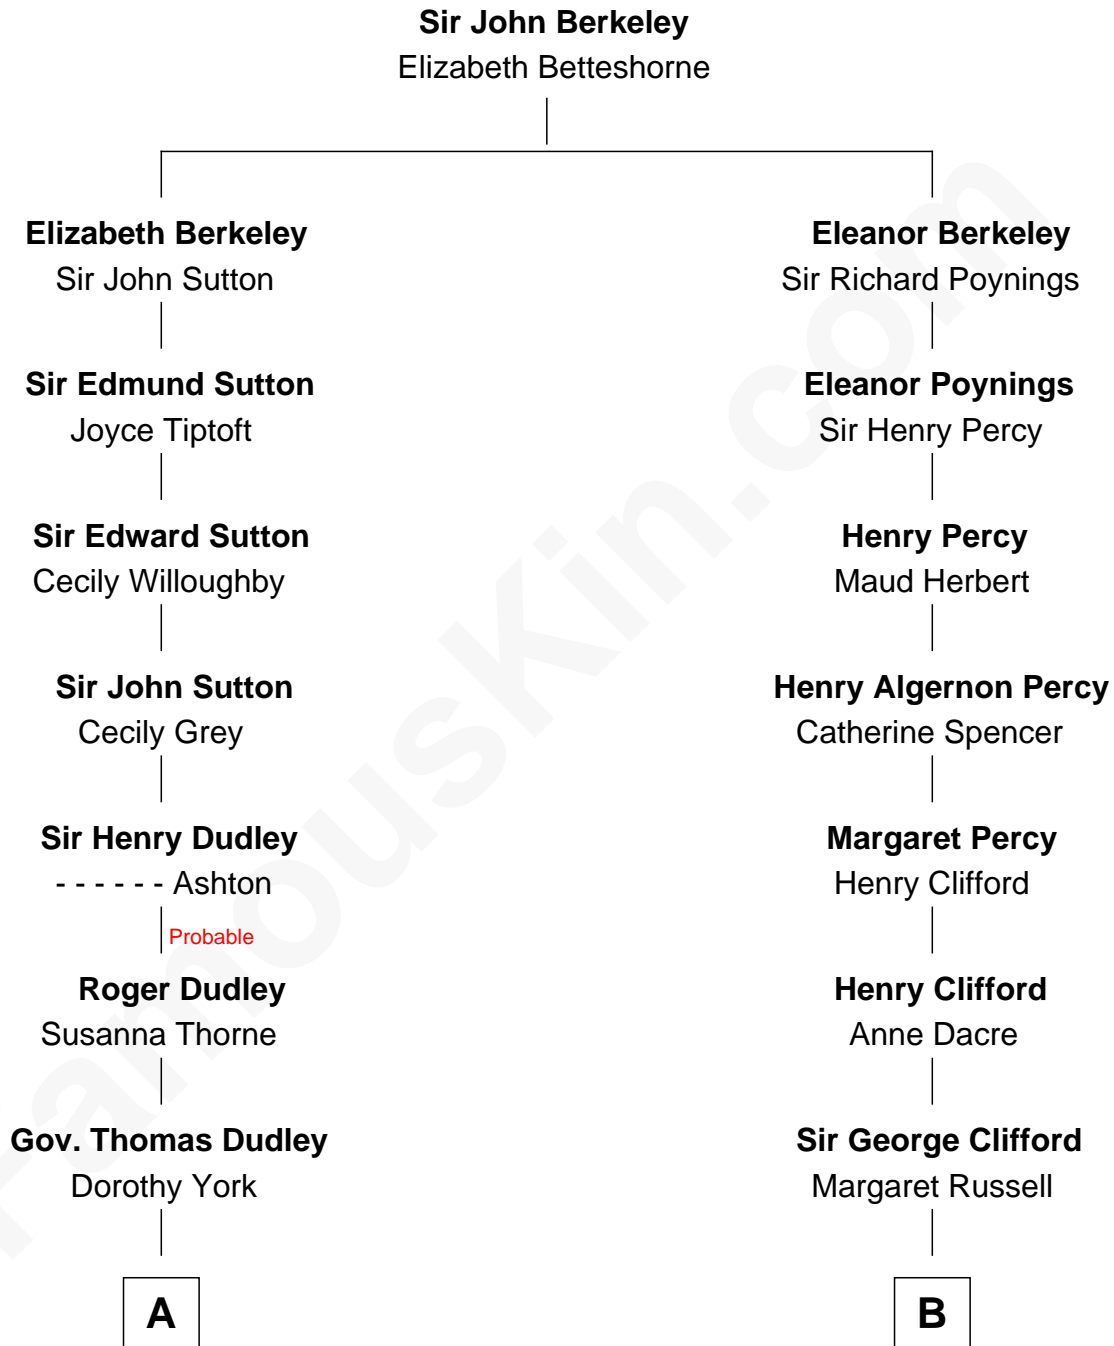 Sir John Berkeley
Elizabeth Betteshorne
Elizabeth Berkeley
Sir John Sutton
Sir Edmund Sutton
Joyce Tiptoft
Sir Edward Sutton
Cecily Willoughby
Sir John Sutton
Cecily Grey
Sir Henry Dudley
- - - - - - Ashton
Probable
Roger Dudley
Susanna Thorne
Gov. Thomas Dudley
Dorothy York
A
Eleanor Berkeley
Sir Richard Poynings
Eleanor Poynings
Sir Henry Percy
Henry Percy
Maud Herbert
Henry Algernon Percy
Catherine Spencer
Margaret Percy
Henry Clifford
Henry Clifford
Anne Dacre
Sir George Clifford
Margaret Russell
B
FamousKin.com